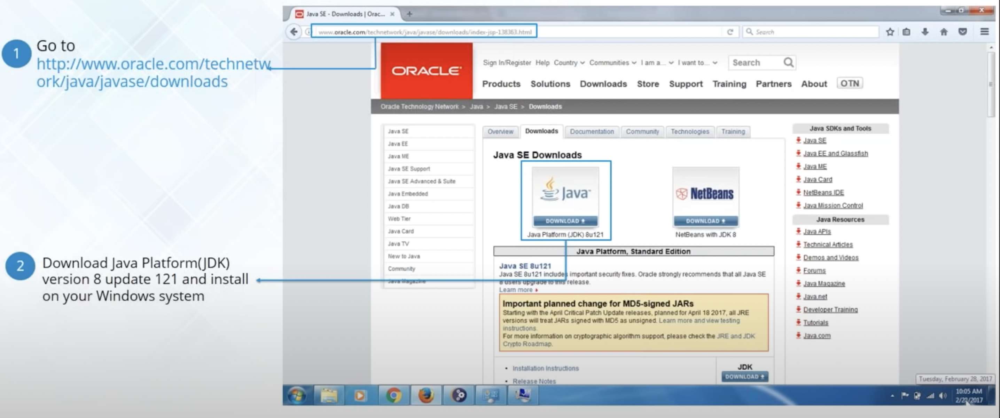 1
Go to
http://www.oracle.com/technetw
ork/java/javase/downloads
2
Download Java Platform(JDK)
version 8 update 121 and install
on your Windows system
Java SE - Downloads | Orac...
www.oracle.com/technetwork/java/javase/downloads/index-jsp-138363.html
Search
ORACLE
Sign In/Register Help Country Communities I am a... I want to... Search
Products Solutions Downloads Store Support Training Partners About OTN
Oracle Technology Network > Java > Java SE > Downloads
Java SE
Java EE
Java ME
Java SE Support
Java SE Advanced & Suite
Java Embedded
Java DB
Web Tier
Java Card
Java TV
New to Java
Community
Java Magazine
Overview Downloads Documentation Community Technologies Training
Java SE Downloads
Java™
DOWNLOAD
Java Platform (JDK) 8u121
NetBeans
DOWNLOAD
NetBeans with JDK 8
Java Platform, Standard Edition
Java SE 8u121
Java SE 8u121 includes important security fixes. Oracle strongly recommends that all Java SE
8 users upgrade to this release.
Learn more
Important planned change for MD5-signed JARs
Starting with the April Critical Patch Update releases, planned for April 18 2017, all JRE
versions will treat JARs signed with MD5 as unsigned. Learn more and view testing
instructions.
For more information on cryptographic algorithm support, please check the JRE and JDK
Crypto Roadmap.
• Installation Instructions
• Release Notes
JDK
DOWNLOAD
Java SDKs and Tools
Java SE
Java EE and Glassfish
Java ME
Java Card
NetBeans IDE
Java Mission Control
Java Resources
Java APIs
Technical Articles
Demos and Videos
Forums
Java Magazine
Java.net
Developer Training
Tutorials
Java.com
Tuesday, February 28, 2017
10:05 AM
2/28/2017